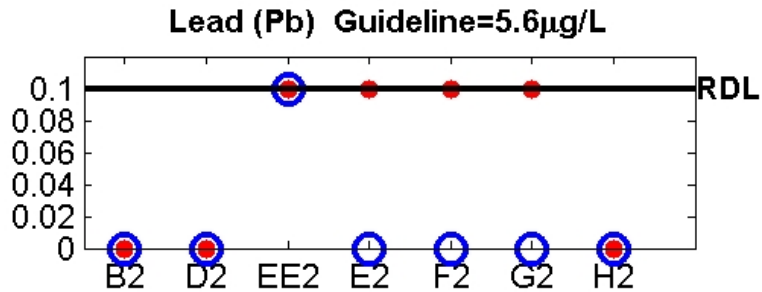 Lead (Pb) Guideline=5.6μg/L
0.1
RDL
0.08
0.06
0.04
0.02
0
B2 D2 EE2 E2 F2 G2 H2